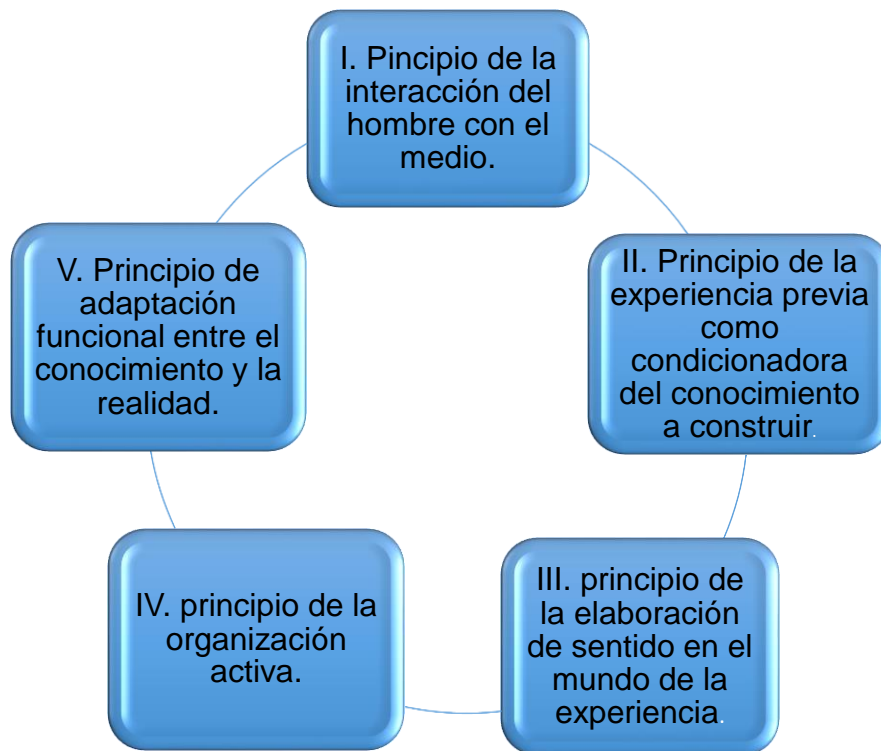 I. Pincipio de la
interacción del
hombre con el
medio.
II. Principio de la
experiencia previa
como
condicionadora
del conocimiento
a construir.
III. principio de
la elaboración
de sentido en el
mundo de la
experiencia.
IV. principio de la
organización
activa.
V. Principio de
adaptación
funcional entre el
conocimiento y la
realidad.